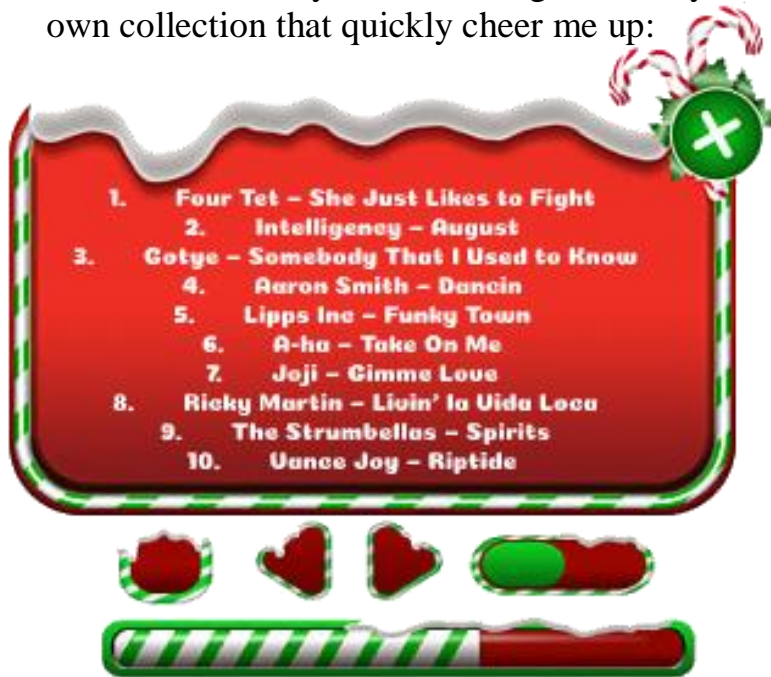 own collection that quickly cheer me up:
1. Four Tet – She Just Likes to Fight
2. Intelligency – August
3. Gotye – Somebody That I Used to Know
4. Aaron Smith – Dancin
5. Lipps Inc – Funky Town
6. A-ha – Take On Me
7. Joji – Gimme Love
8. Ricky Martin – Livin' la Vida Loca
9. The Strumbellas – Spirits
10. Vance Joy – Riptide